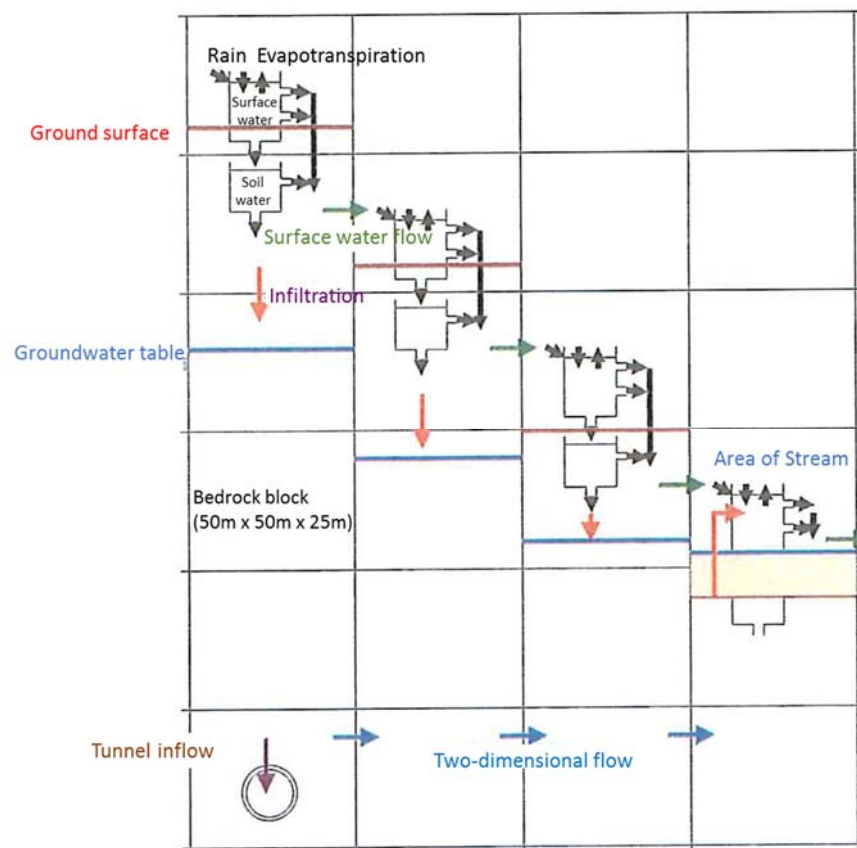 Rain Evapotranspiration
Surface
water
Ground surface
Soil
water
Surface water flow
Infiltration
Groundwater table
Area of Stream
Bedrock block
(50m x 50m x 25m)
Tunnel inflow
Two-dimensional flow